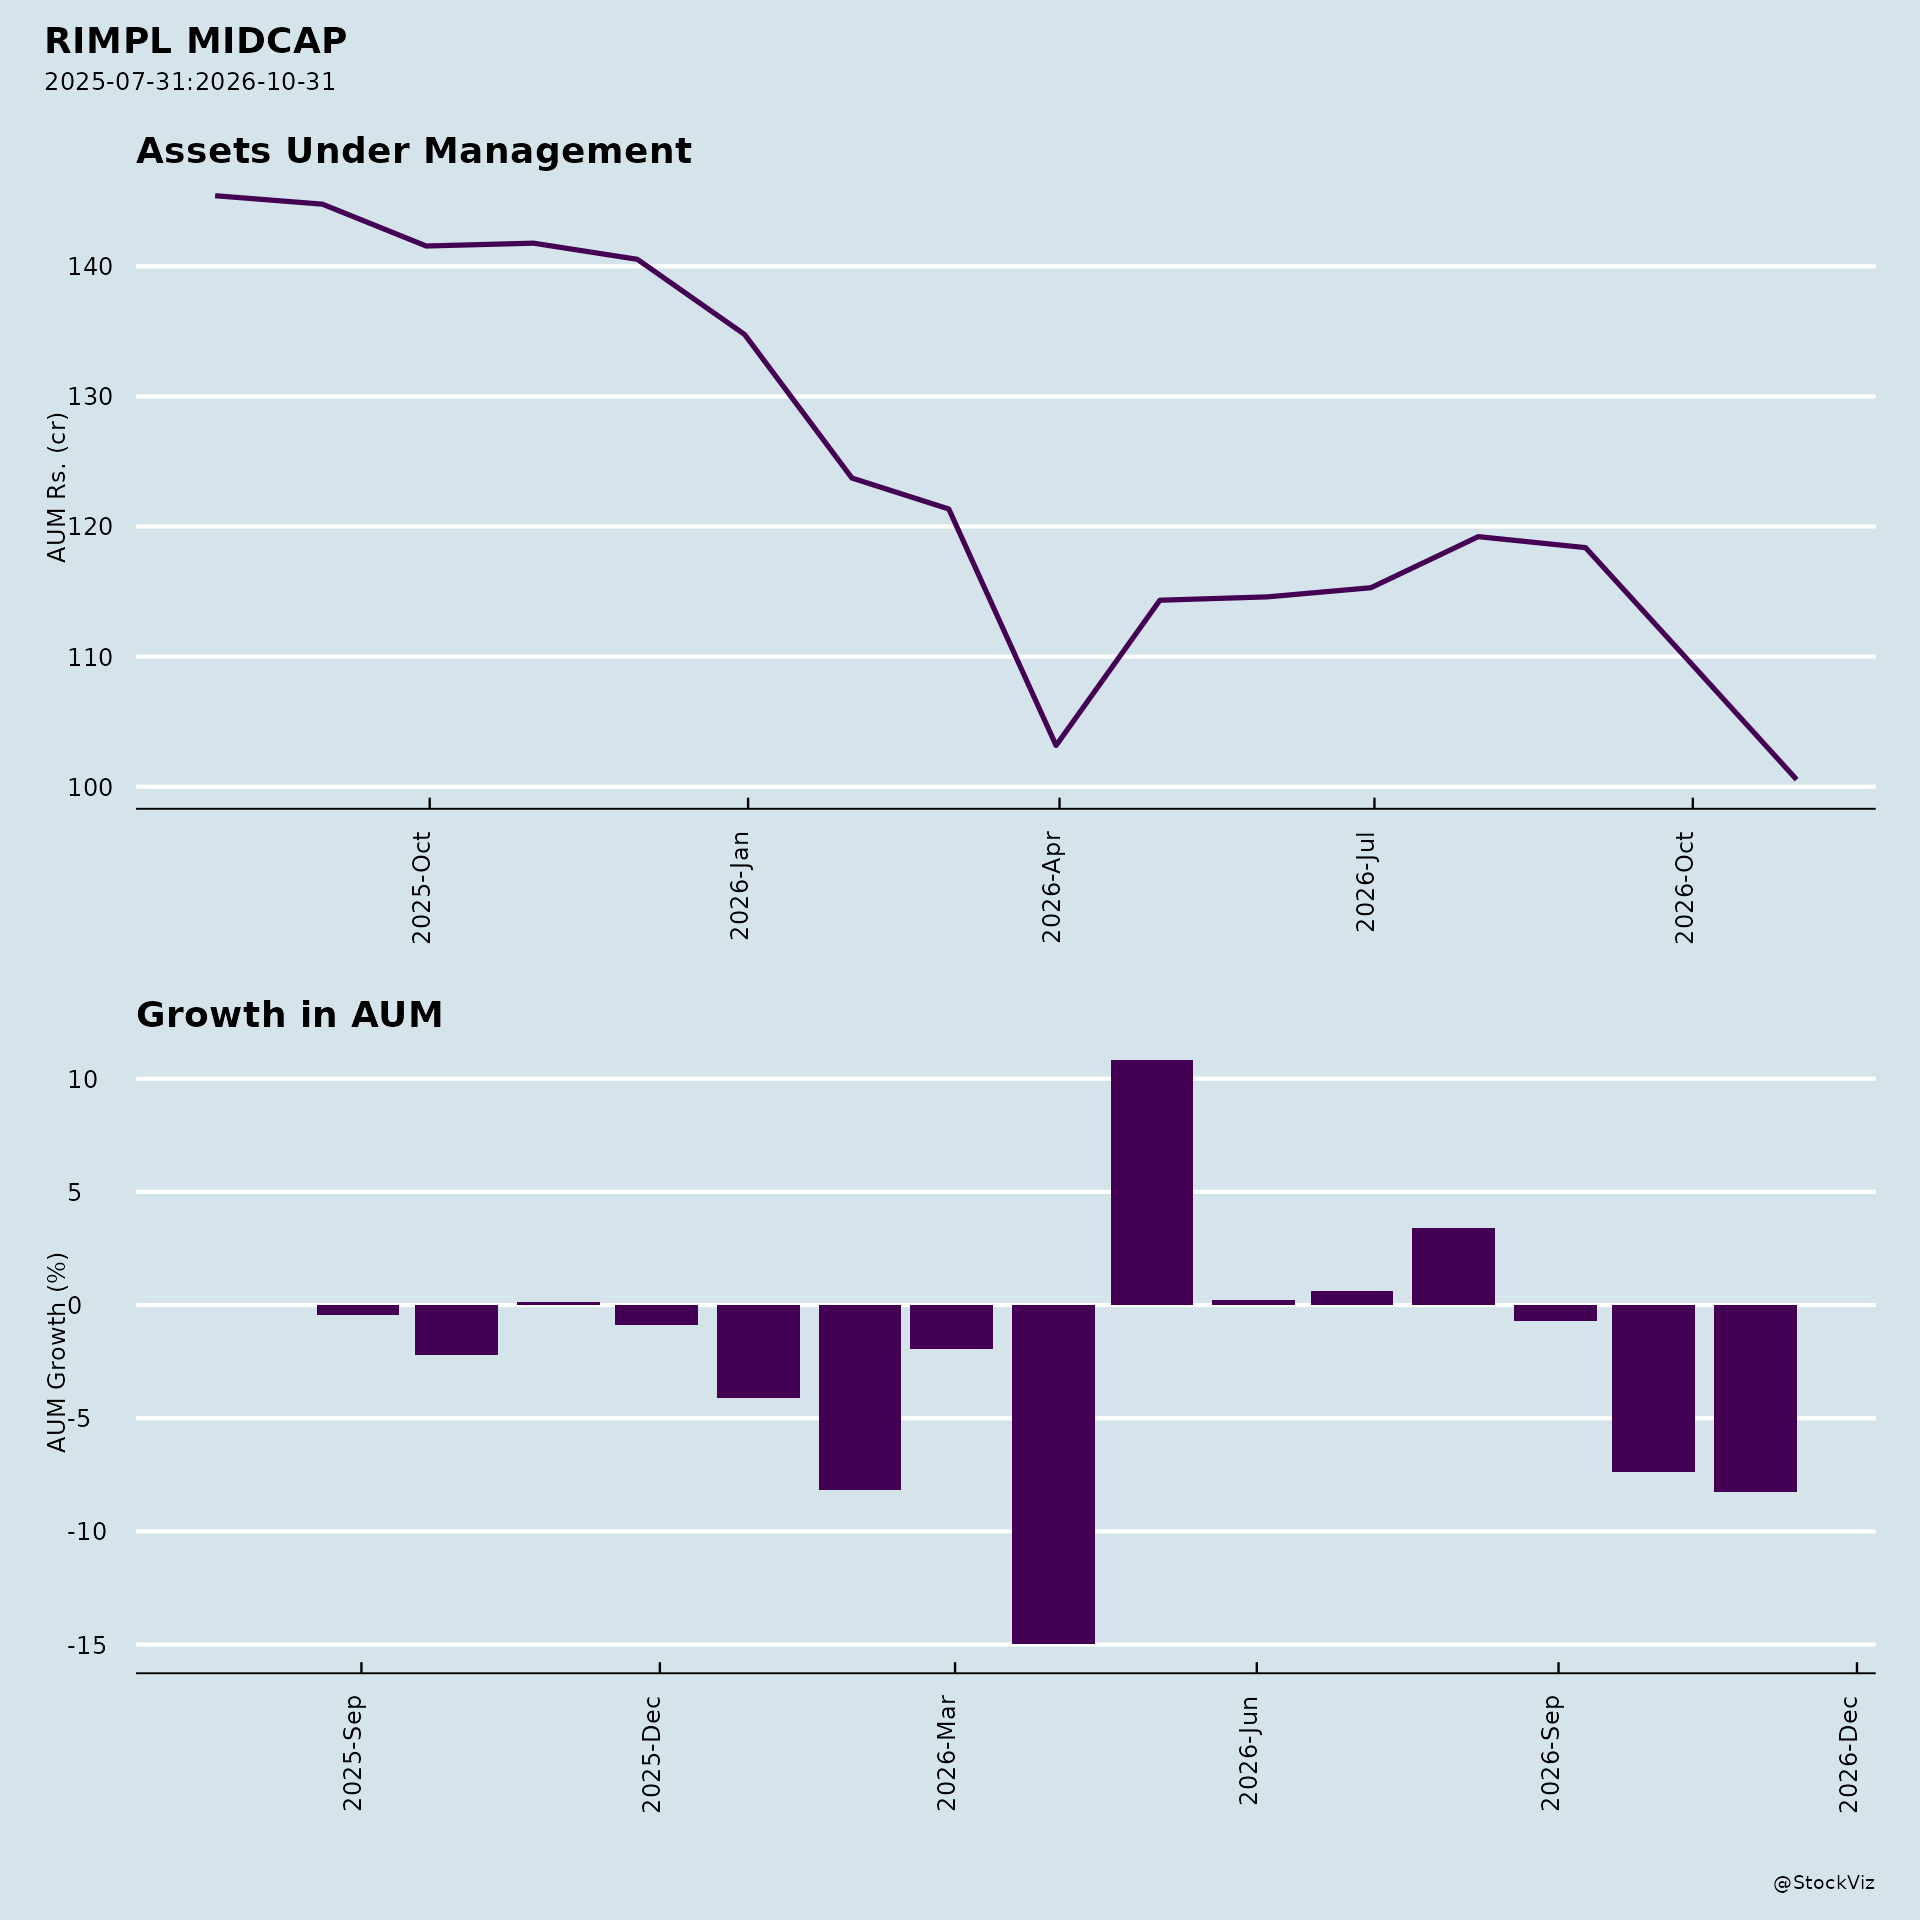 RIMPL MIDCAP
2025-07-31:2026-10-31
Assets Under Management
AUM Rs. (cr)
140
130
120
110
100
2025-Oct
2026-Jan
2026-Apr
2026-Jul
2026-Oct
Growth in AUM
AUM Growth (%)
10
5
0
-5
-10
-15
2025-Sep
2025-Dec
2026-Mar
2026-Jun
2026-Sep
2026-Dec
@StockViz